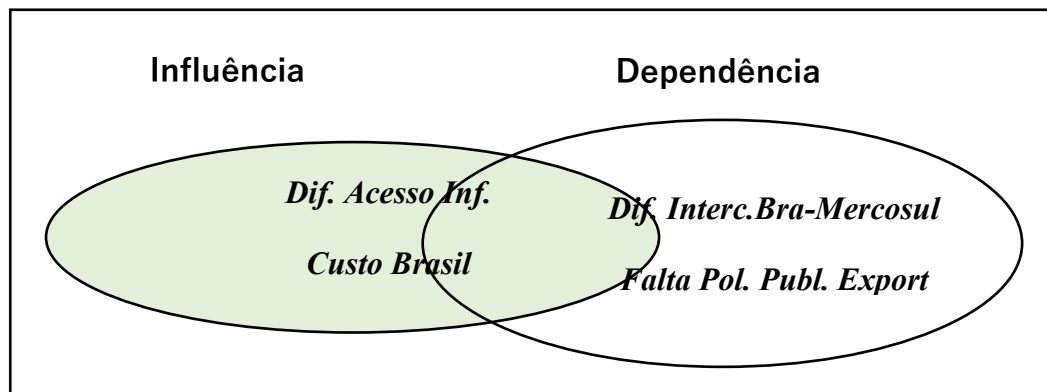 Influência
Dependência
Dif. Acesso Inf.
Custo Brasil
Dif. Interc.Bra-Mercosul
Falta Pol. Publ. Export